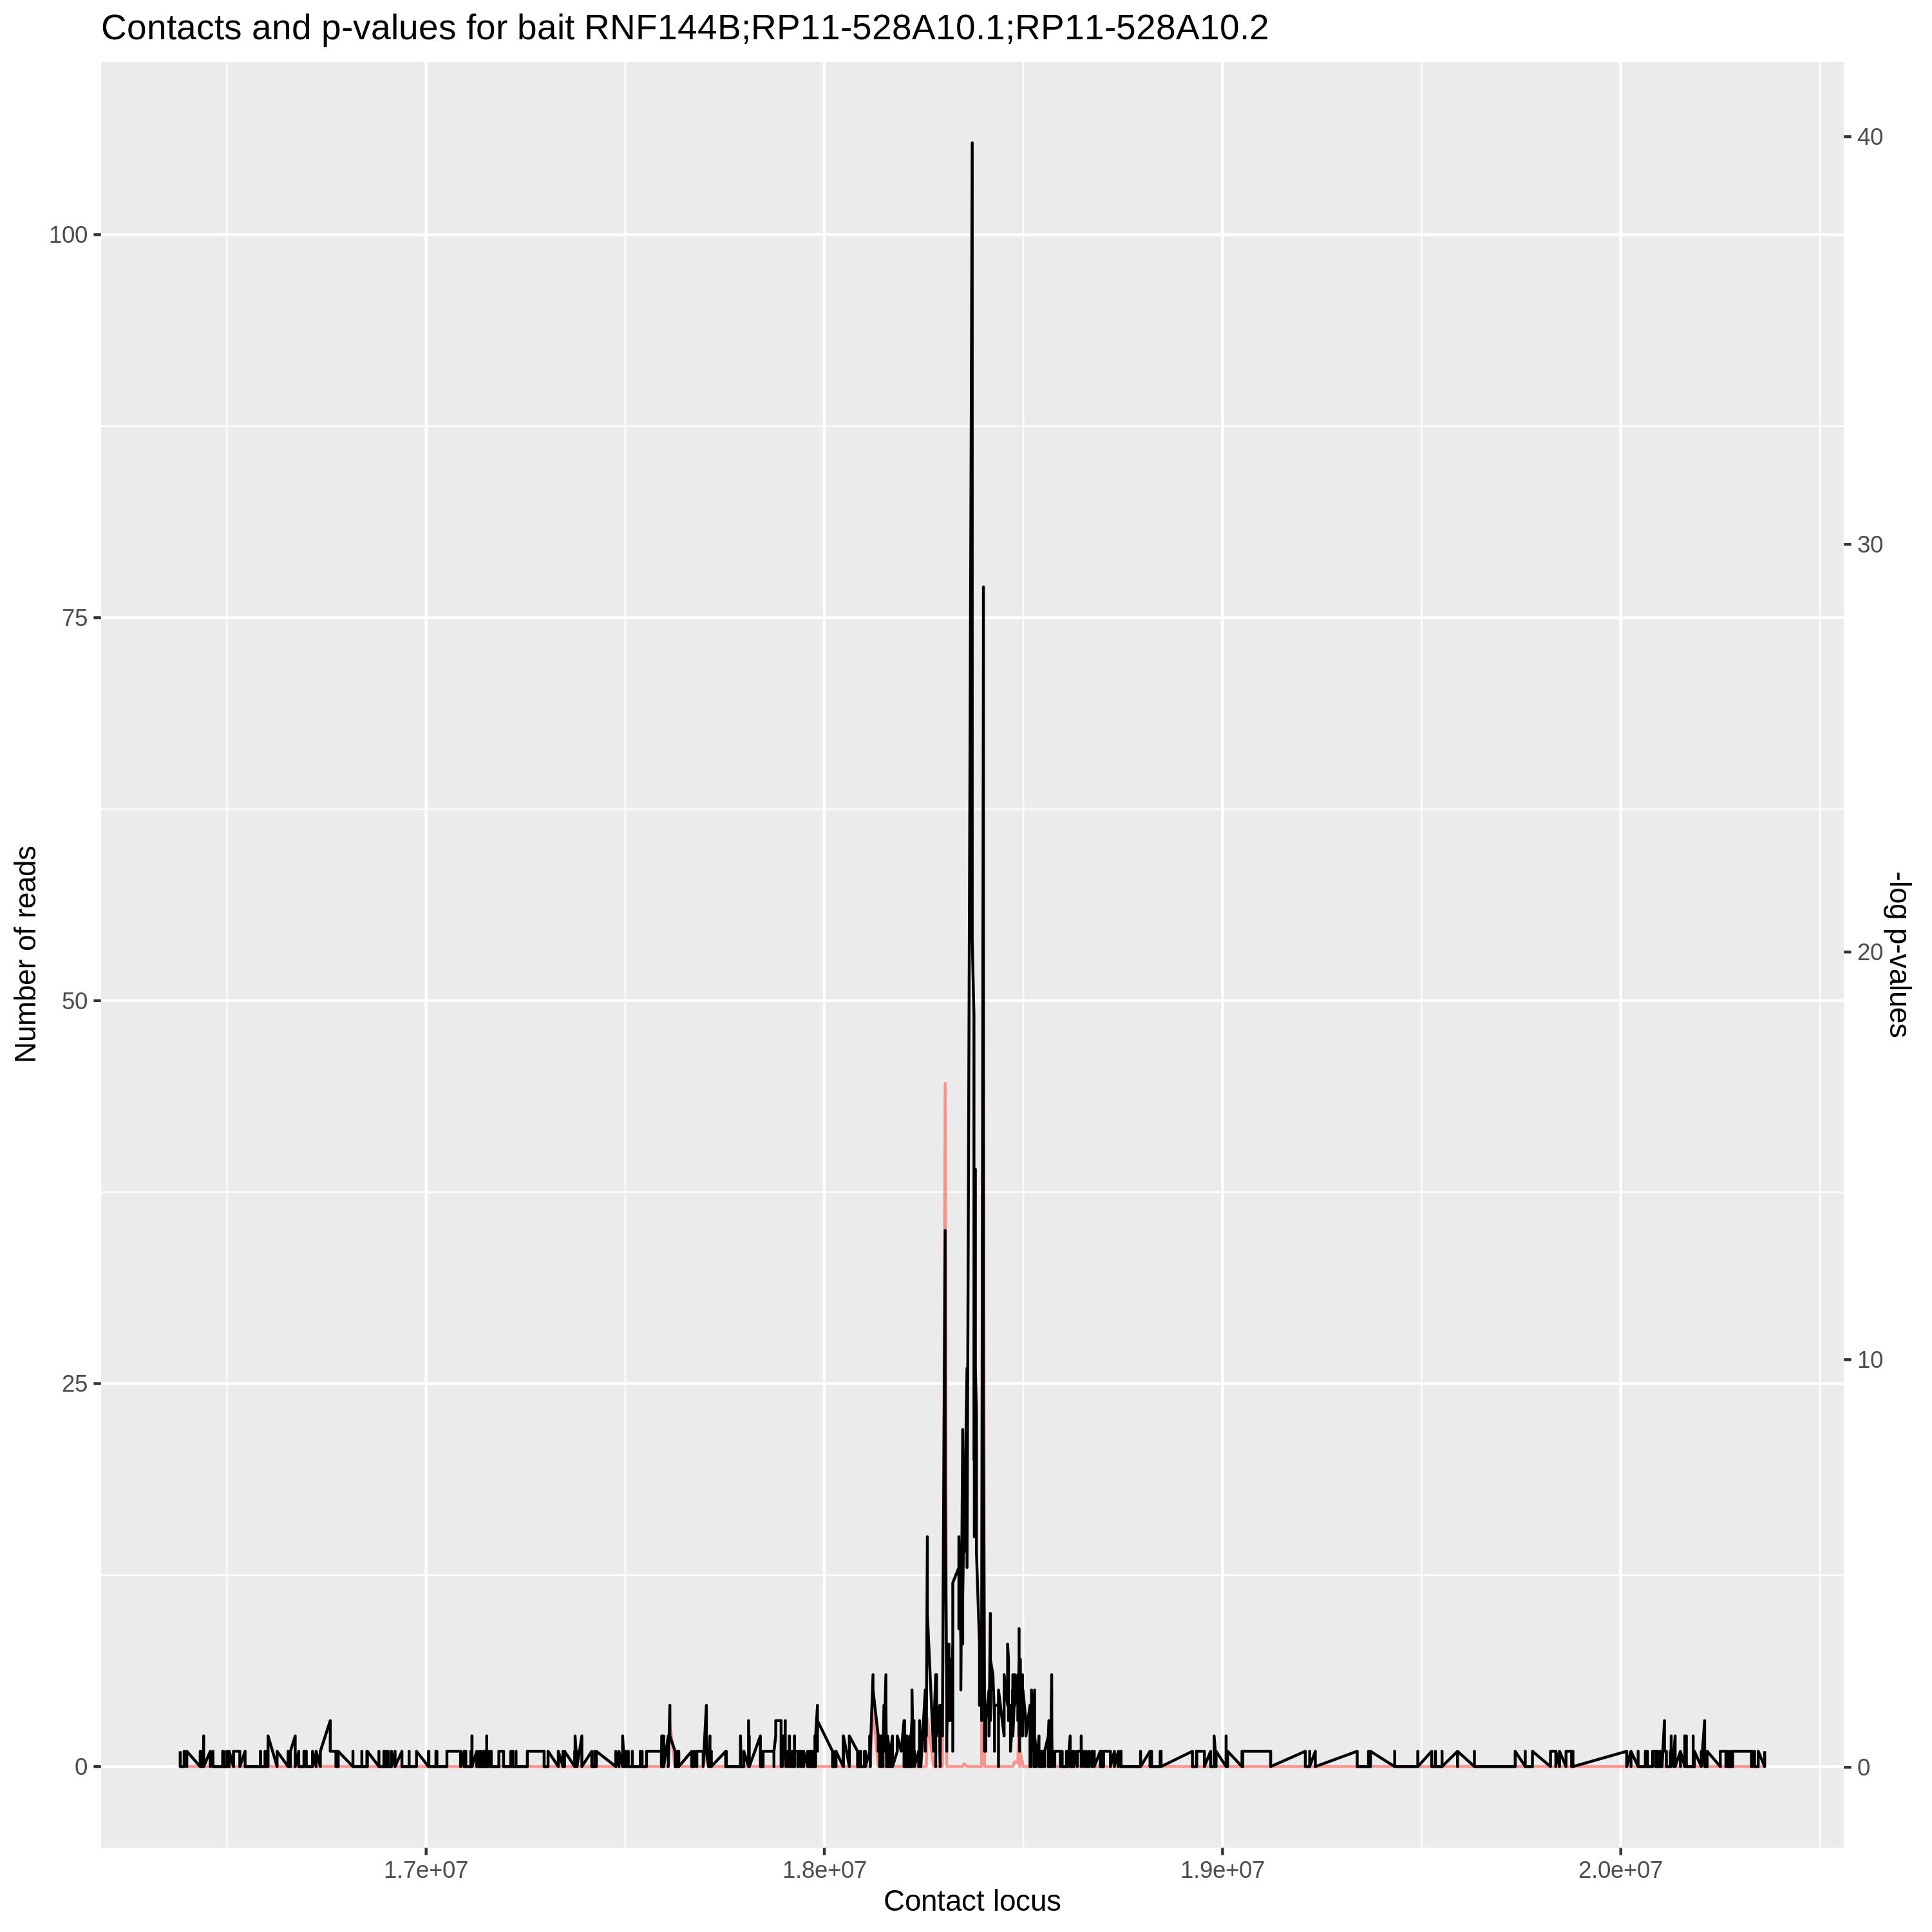 Contacts and p-values for bait RNF144B;RP11-528A10.1;RP11-528A10.2
Number of reads
100
75
50
25
0
40
30
20
10
0
-log p-values
1.7e+07
1.8e+07
1.9e+07
2.0e+07
Contact locus